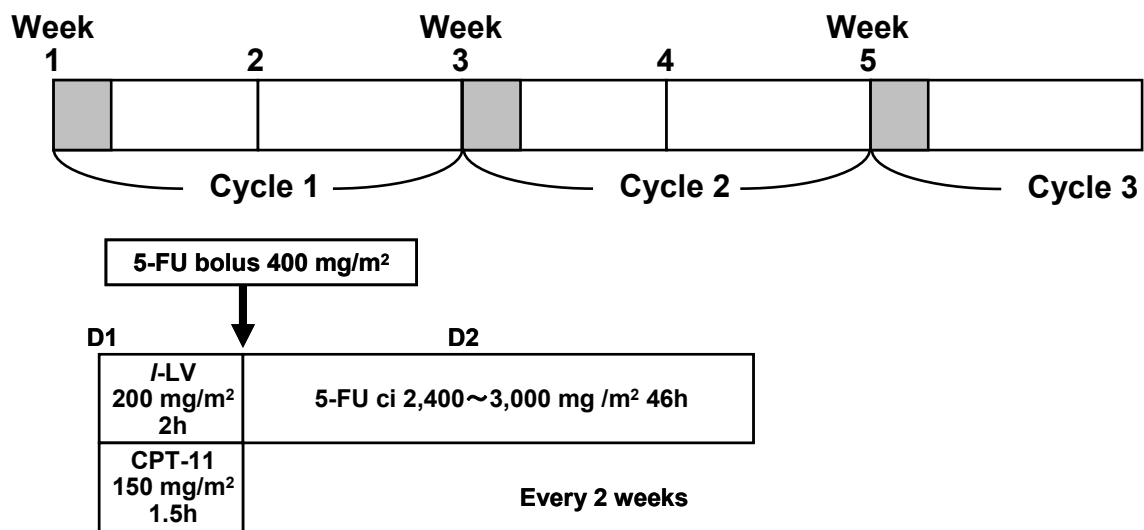 Week Week Week
1 2 3 4 5
Cycle 1 Cycle 2 Cycle 3
5-FU bolus 400 mg/m²
D1 D2
l-LV
200 mg/m²
2h
5-FU ci 2,400〜3,000 mg /m² 46h
CPT-11
150 mg/m²
1.5h
Every 2 weeks